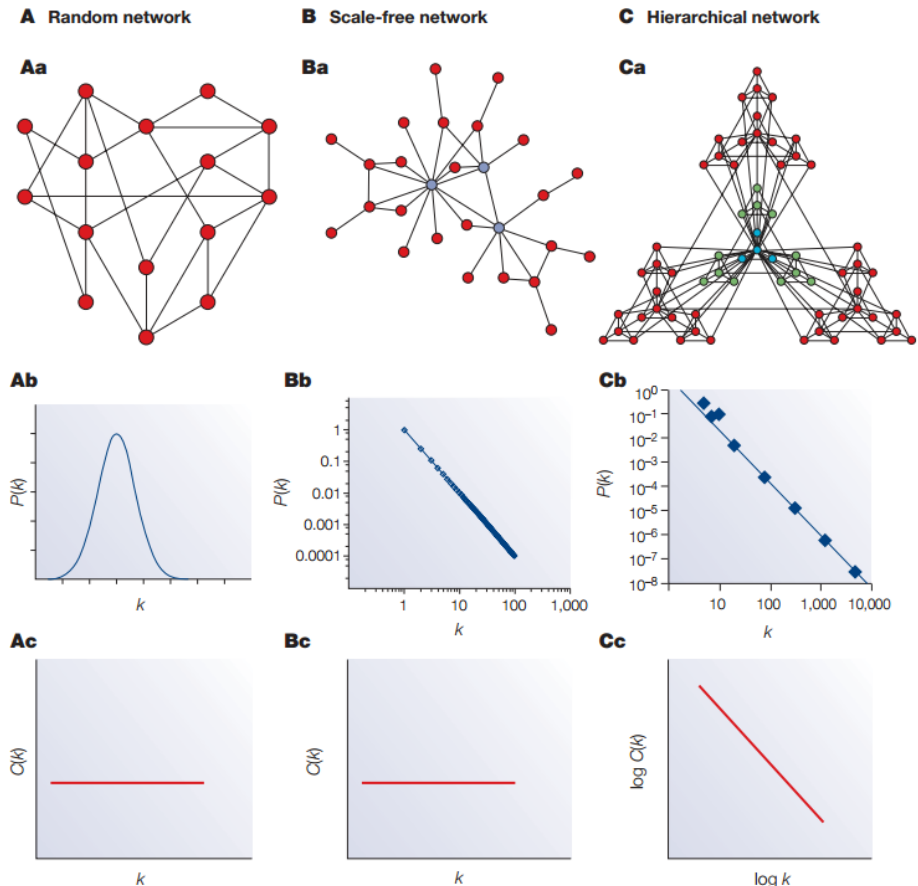 A Random network
B Scale-free network
C Hierarchical network
Aa
Ba
Ca
Ab
P(k)
k
Bb
1
0.1
0.01
0.001
0.0001
P(k)
1 10 100 1,000
k
Cb
10⁰
10⁻¹
10⁻²
10⁻³
10⁻⁴
10⁻⁵
10⁻⁶
10⁻⁷
10⁻⁸
P(k)
10 100 1,000 10,000
k
Ac
C(k)
k
Bc
C(k)
k
Cc
log C(k)
log k